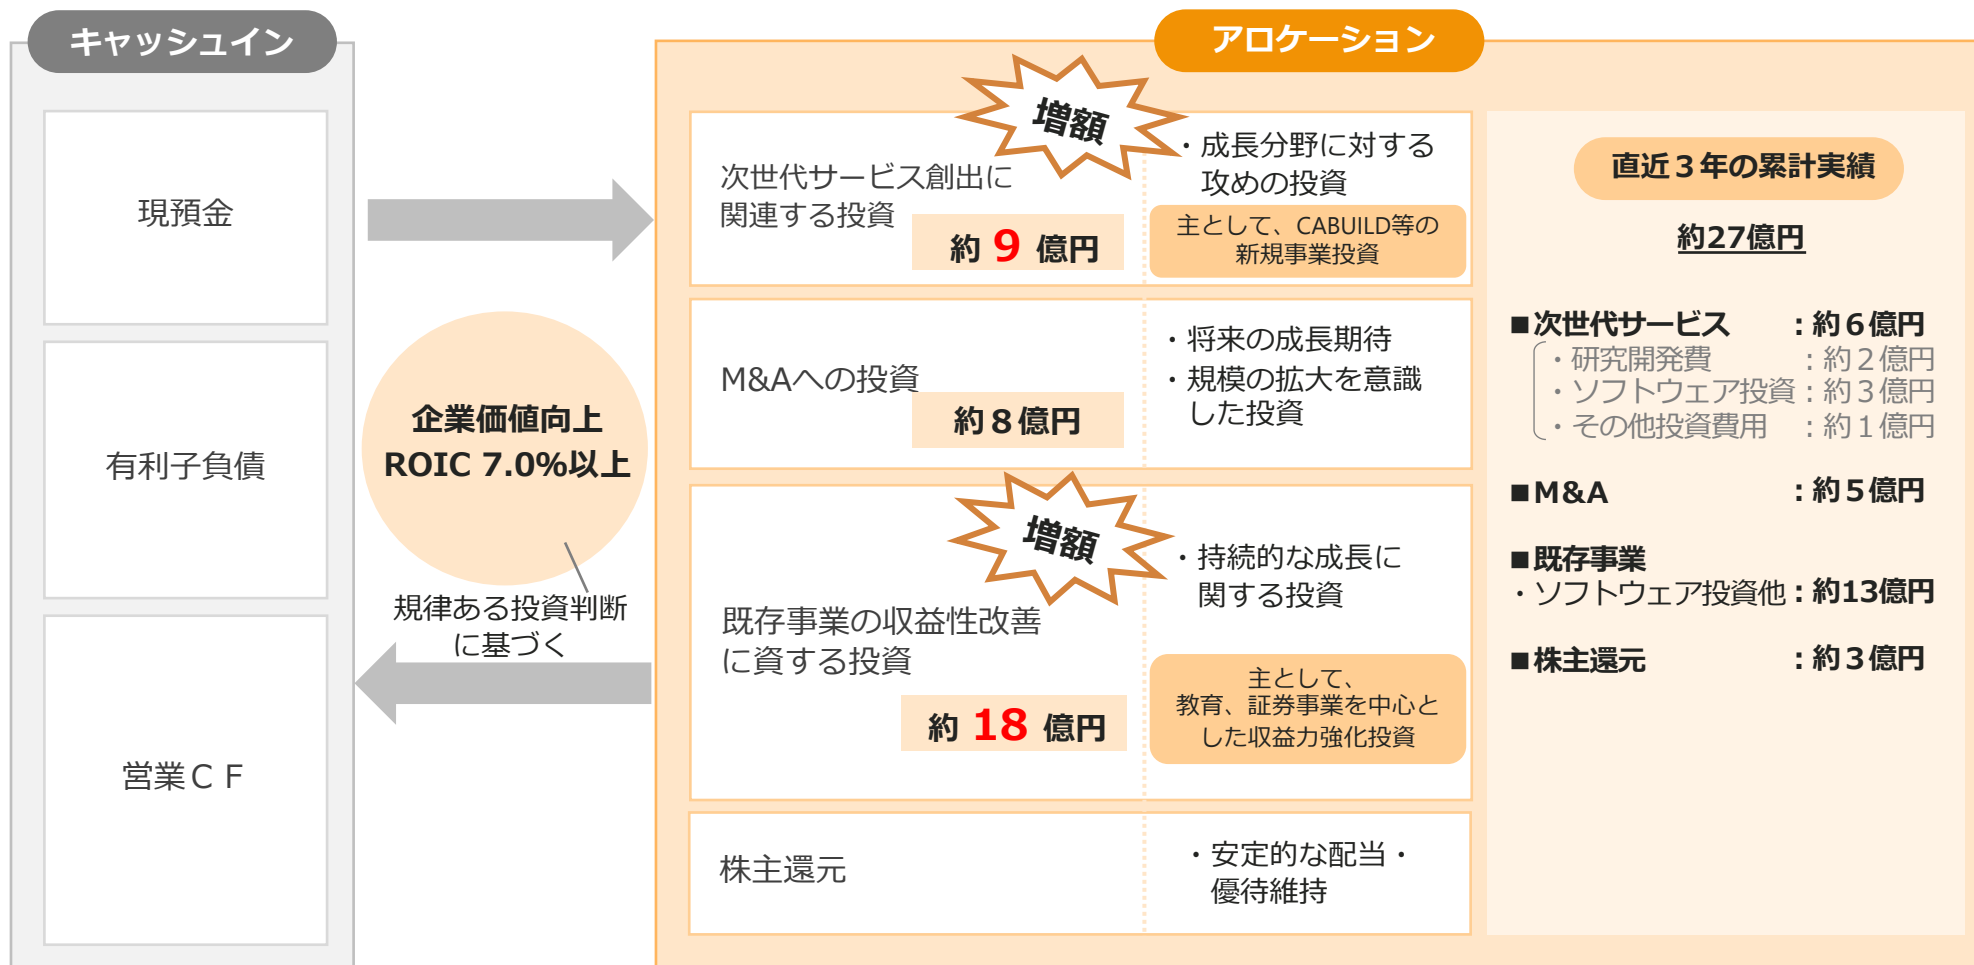 キャッシュイン
現預金
有利子負債
営業ＣＦ
企業価値向上
ROIC 7.0%以上
規律ある投資判断
に基づく
アロケーション
増額
次世代サービス創出に
関連する投資
約 9 億円
・成長分野に対する
攻めの投資
主として、CABUILD等の
新規事業投資
M&Aへの投資
約８億円
・将来の成長期待
・規模の拡大を意識
した投資
増額
既存事業の収益性改善
に資する投資
約 18 億円
・持続的な成長に
関する投資
主として、
教育、証券事業を中心と
した収益力強化投資
株主還元
・安定的な配当・
優待維持
直近３年の累計実績
約27億円
■次世代サービス ：約６億円
・研究開発費 ：約２億円
・ソフトウェア投資：約３億円
・その他投資費用 ：約１億円
■M&A ：約５億円
■既存事業
・ソフトウェア投資他：約13億円
■株主還元 ：約３億円